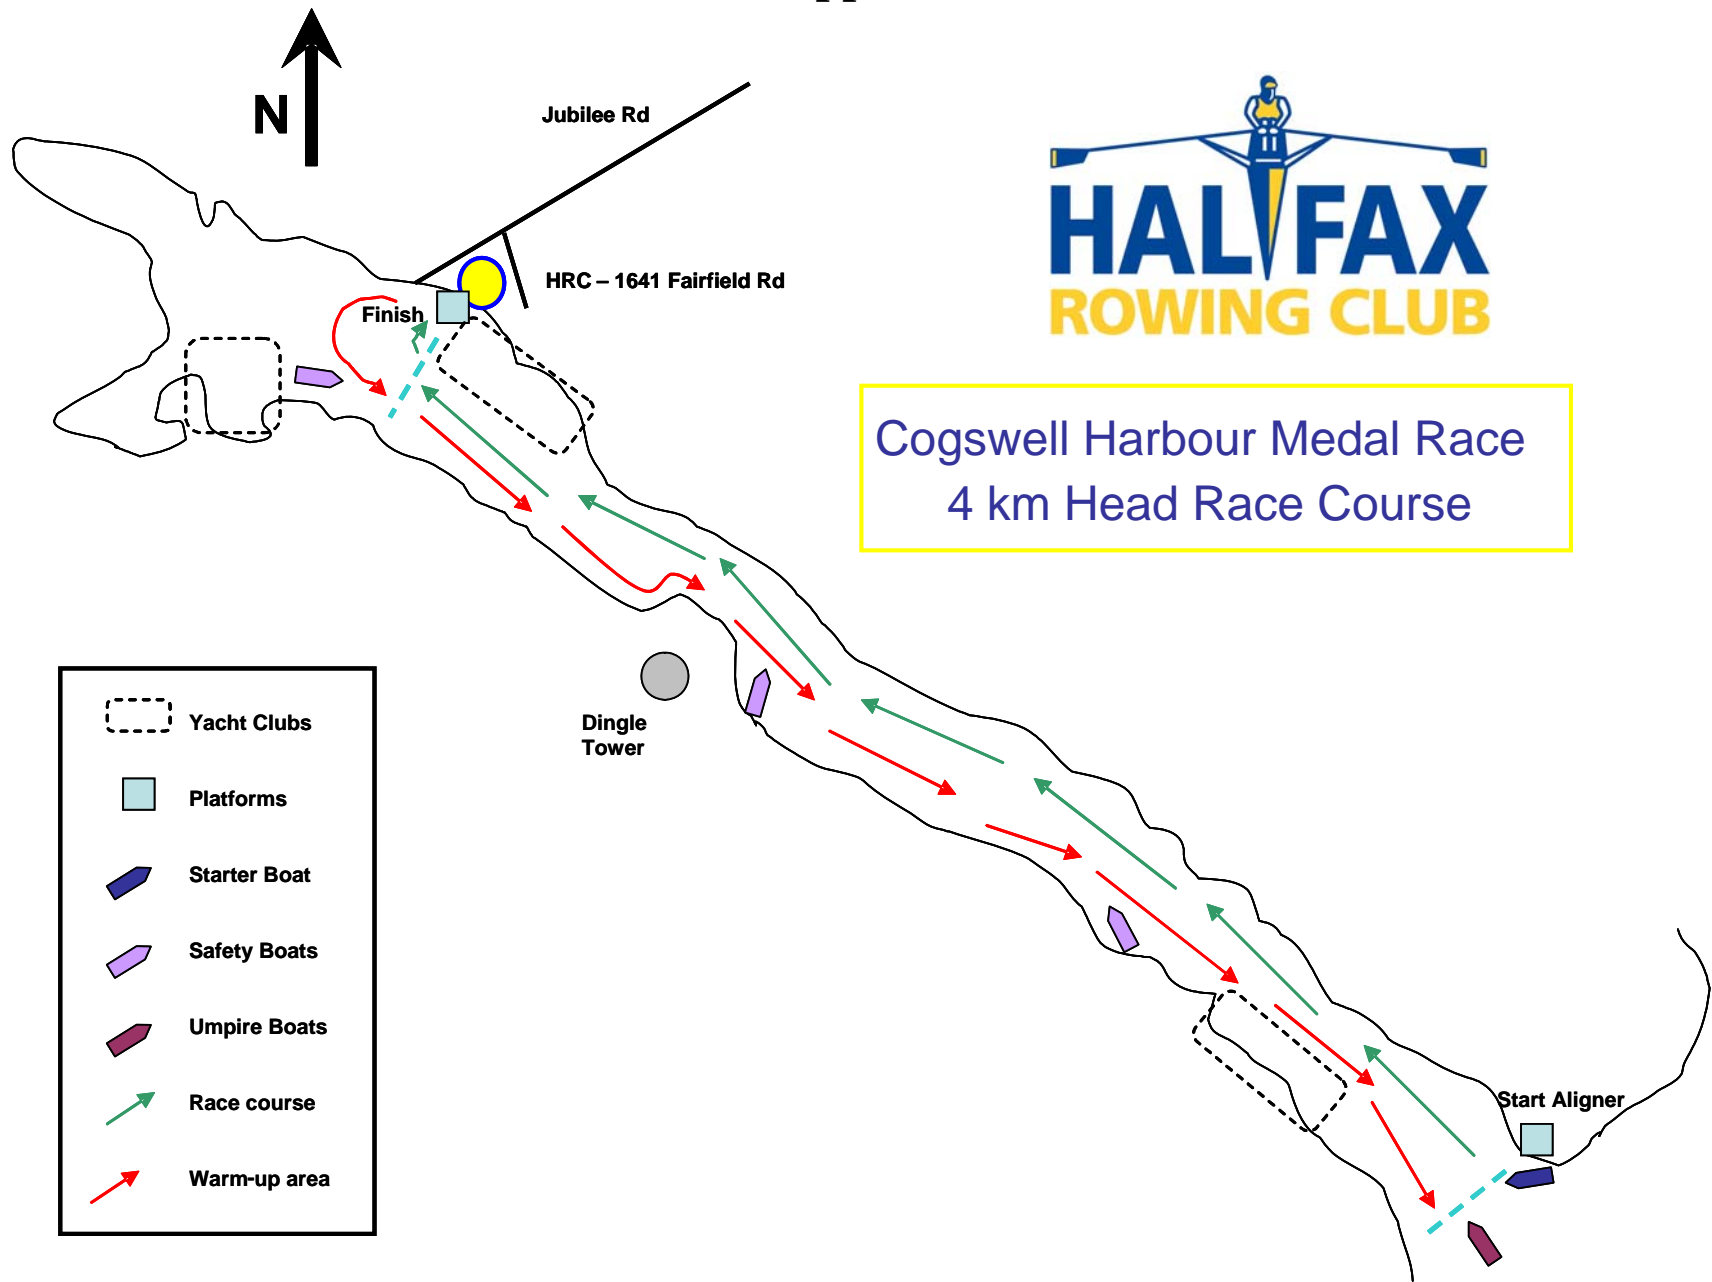 N
Jubilee Rd
HRC – 1641 Fairfield Rd
Finish
HALIFAX
ROWING CLUB
Cogswell Harbour Medal Race
4 km Head Race Course
Dingle
Tower
Yacht Clubs
Platforms
Starter Boat
Safety Boats
Umpire Boats
Race course
Warm-up area
Start Aligner